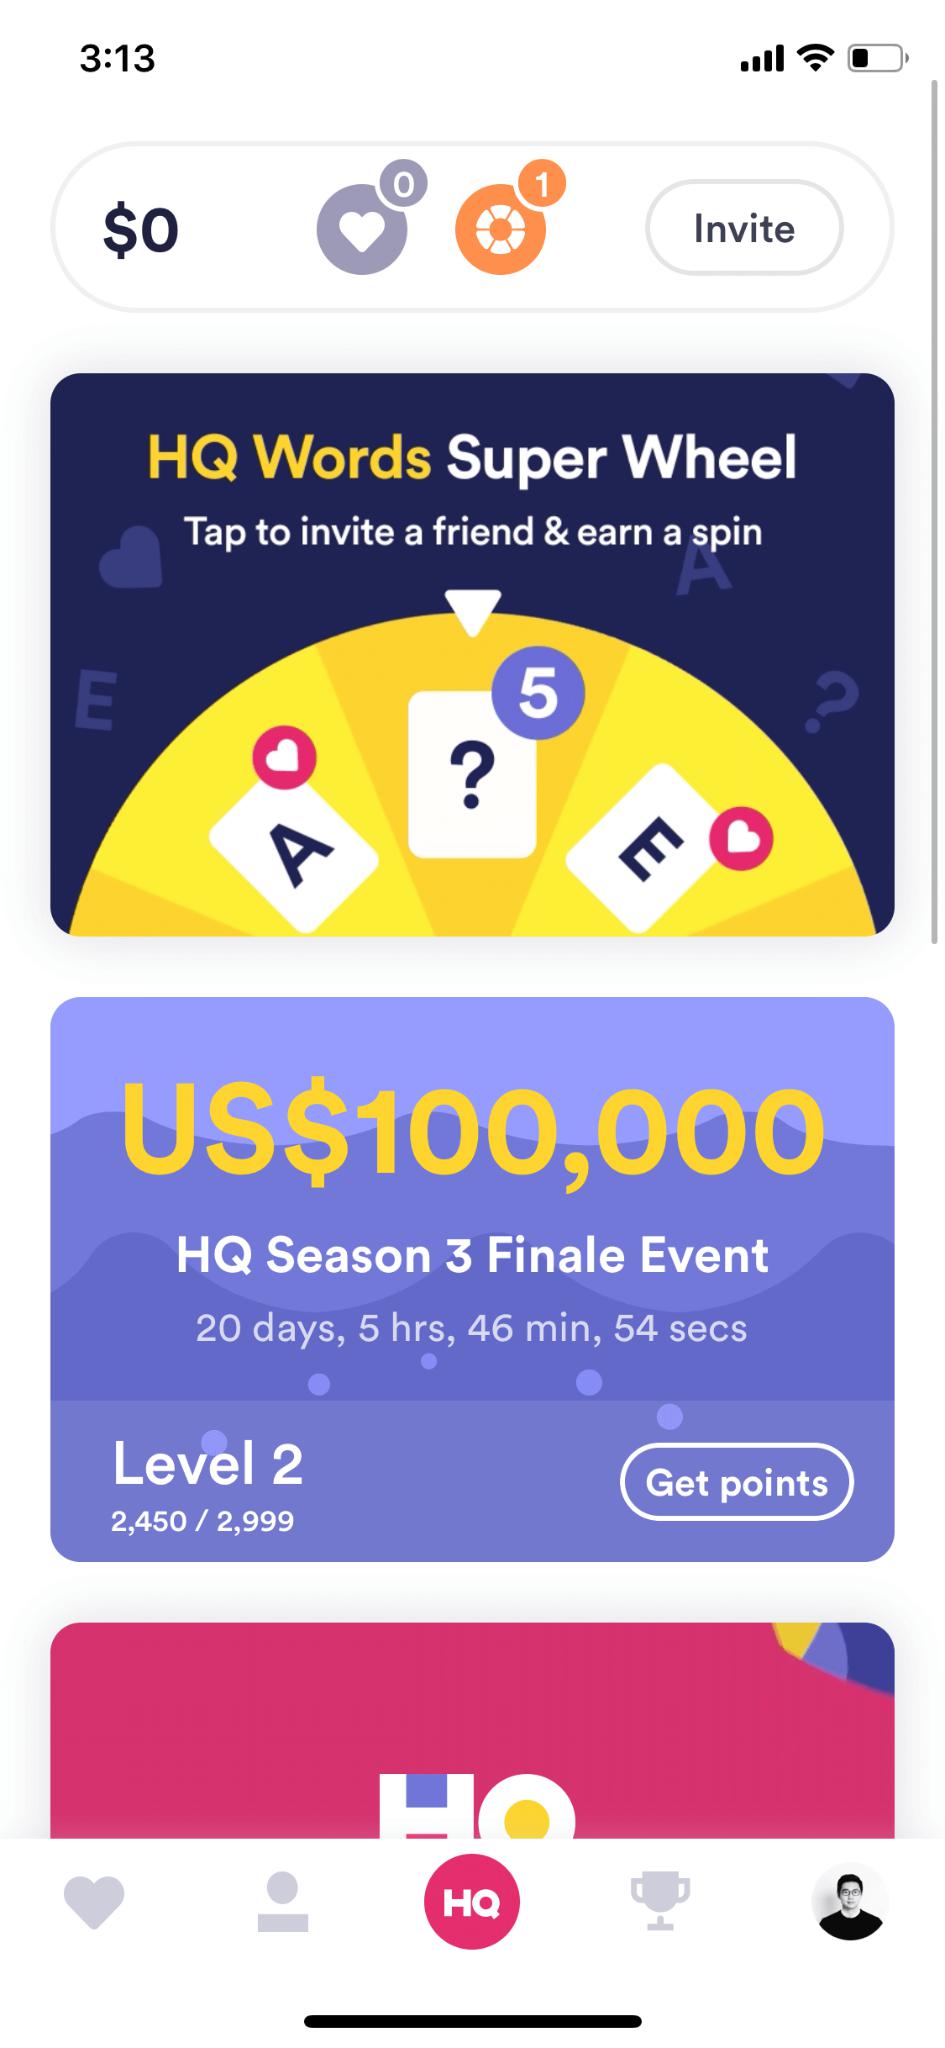 3:13
$0
0
1
Invite
HQ Words Super Wheel
Tap to invite a friend & earn a spin
A
E
?
5
?
A
E
US$100,000
HQ Season 3 Finale Event
20 days, 5 hrs, 46 min, 54 secs
Level 2
2,450 / 2,999
Get points
HQ
HQ